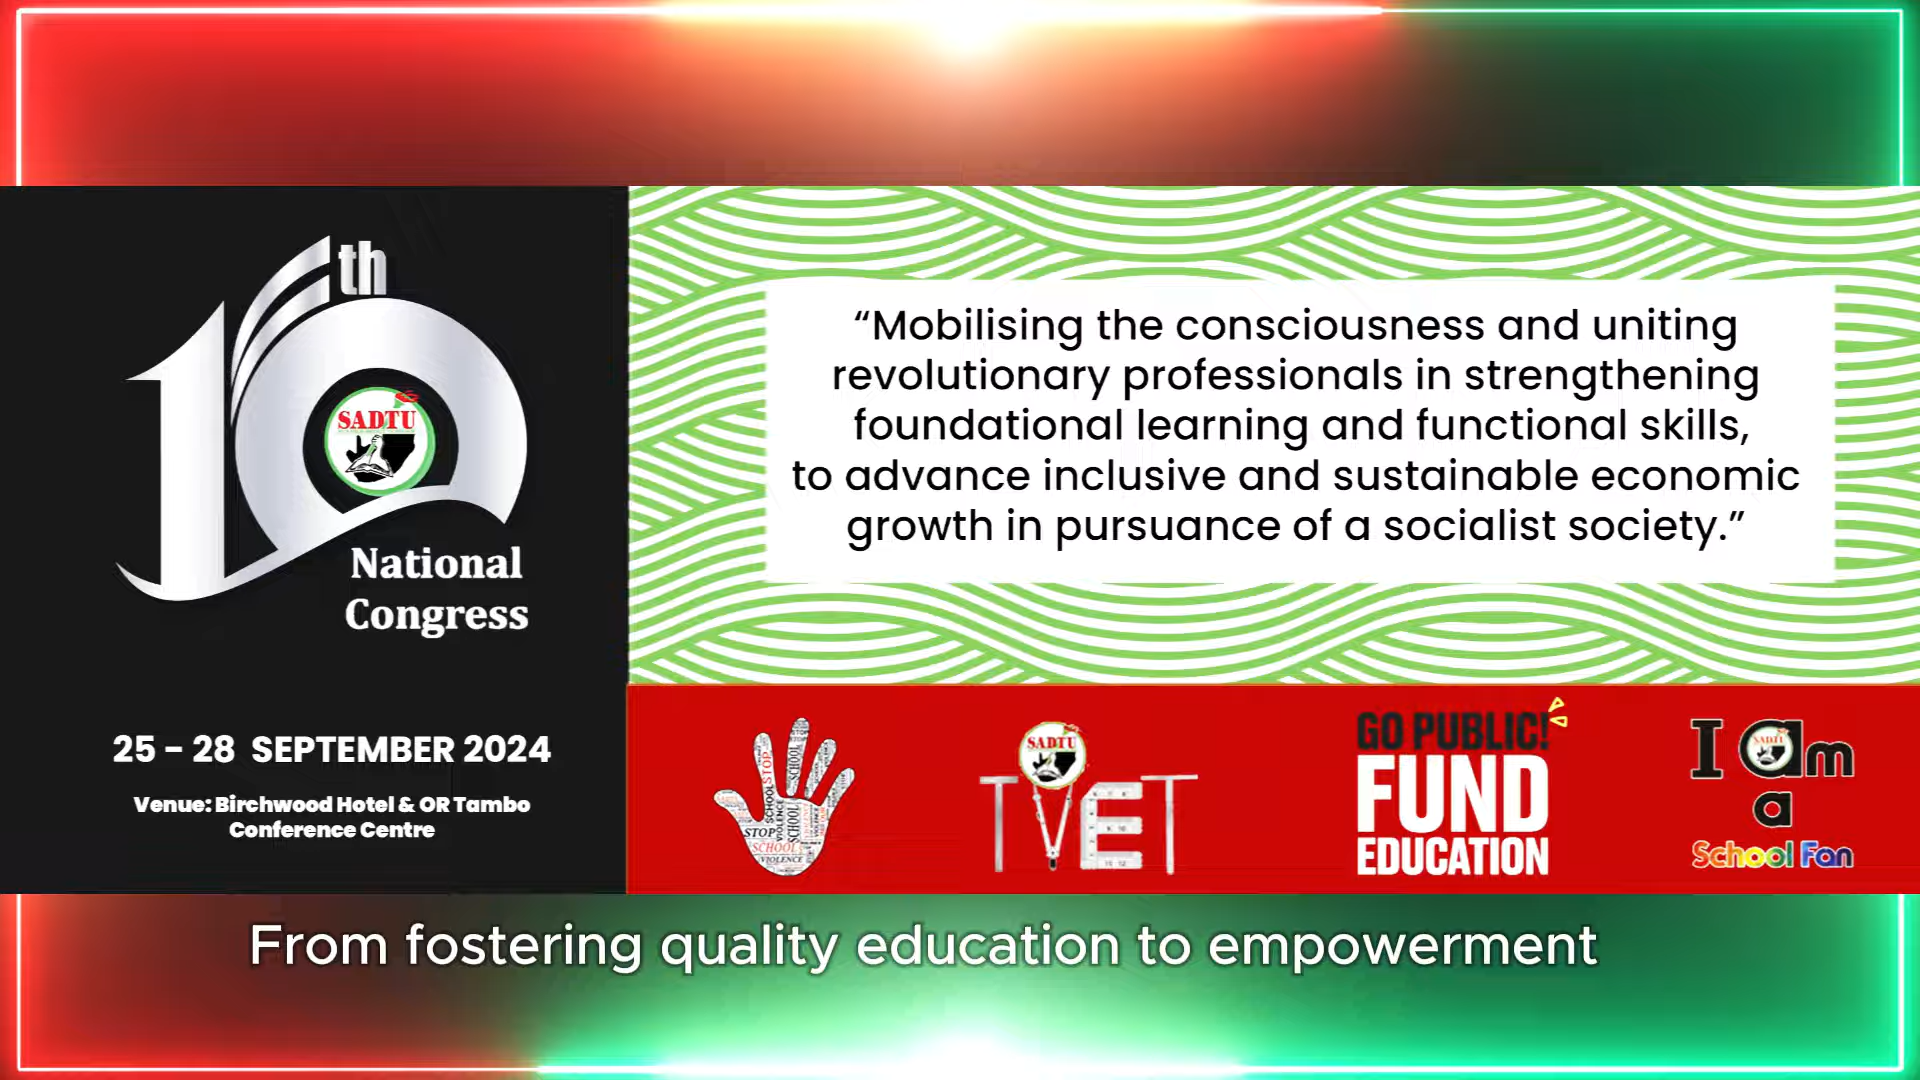 10th
SADTU
National
Congress
25 - 28 SEPTEMBER 2024
Venue: Birchwood Hotel & OR Tambo
Conference Centre
“Mobilising the consciousness and uniting
revolutionary professionals in strengthening
foundational learning and functional skills,
to advance inclusive and sustainable economic
growth in pursuance of a socialist society.”
STOP
SCHOOL
VIOLENCE
SADTU
TVET
GO PUBLIC!
FUND
EDUCATION
I am
a
School Fan
From fostering quality education to empowerment